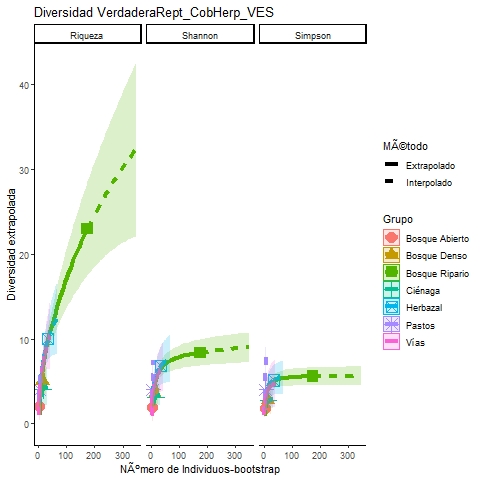 Diversidad VerdaderaRept_CobHerp_VES
Riqueza
Shannon
Simpson
40
30
20
10
0
Diversidad extrapolada
0 100 200 300
0 100 200 300
0 100 200 300
NÃºmero de Individuos-bootstrap
MÃ©todo
Extrapolado
Interpolado
Grupo
Bosque Abierto
Bosque Denso
Bosque Ripario
Ciénaga
Herbazal
Pastos
Vías